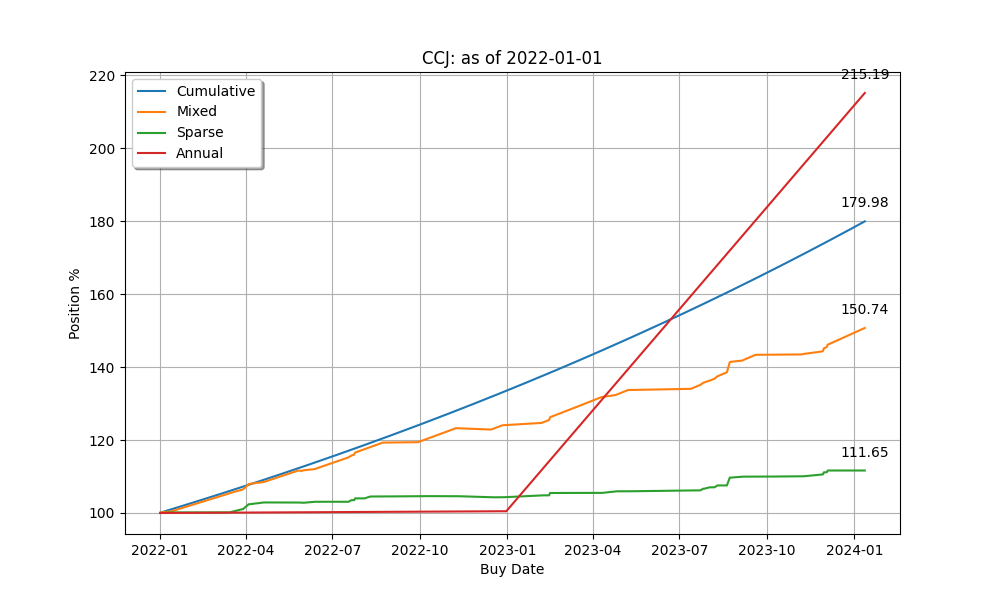 CCJ: as of 2022-01-01
220
200
180
160
140
120
100
Position %
Cumulative
Mixed
Sparse
Annual
215.19
179.98
150.74
111.65
2022-01
2022-04
2022-07
2022-10
2023-01
2023-04
2023-07
2023-10
2024-01
Buy Date